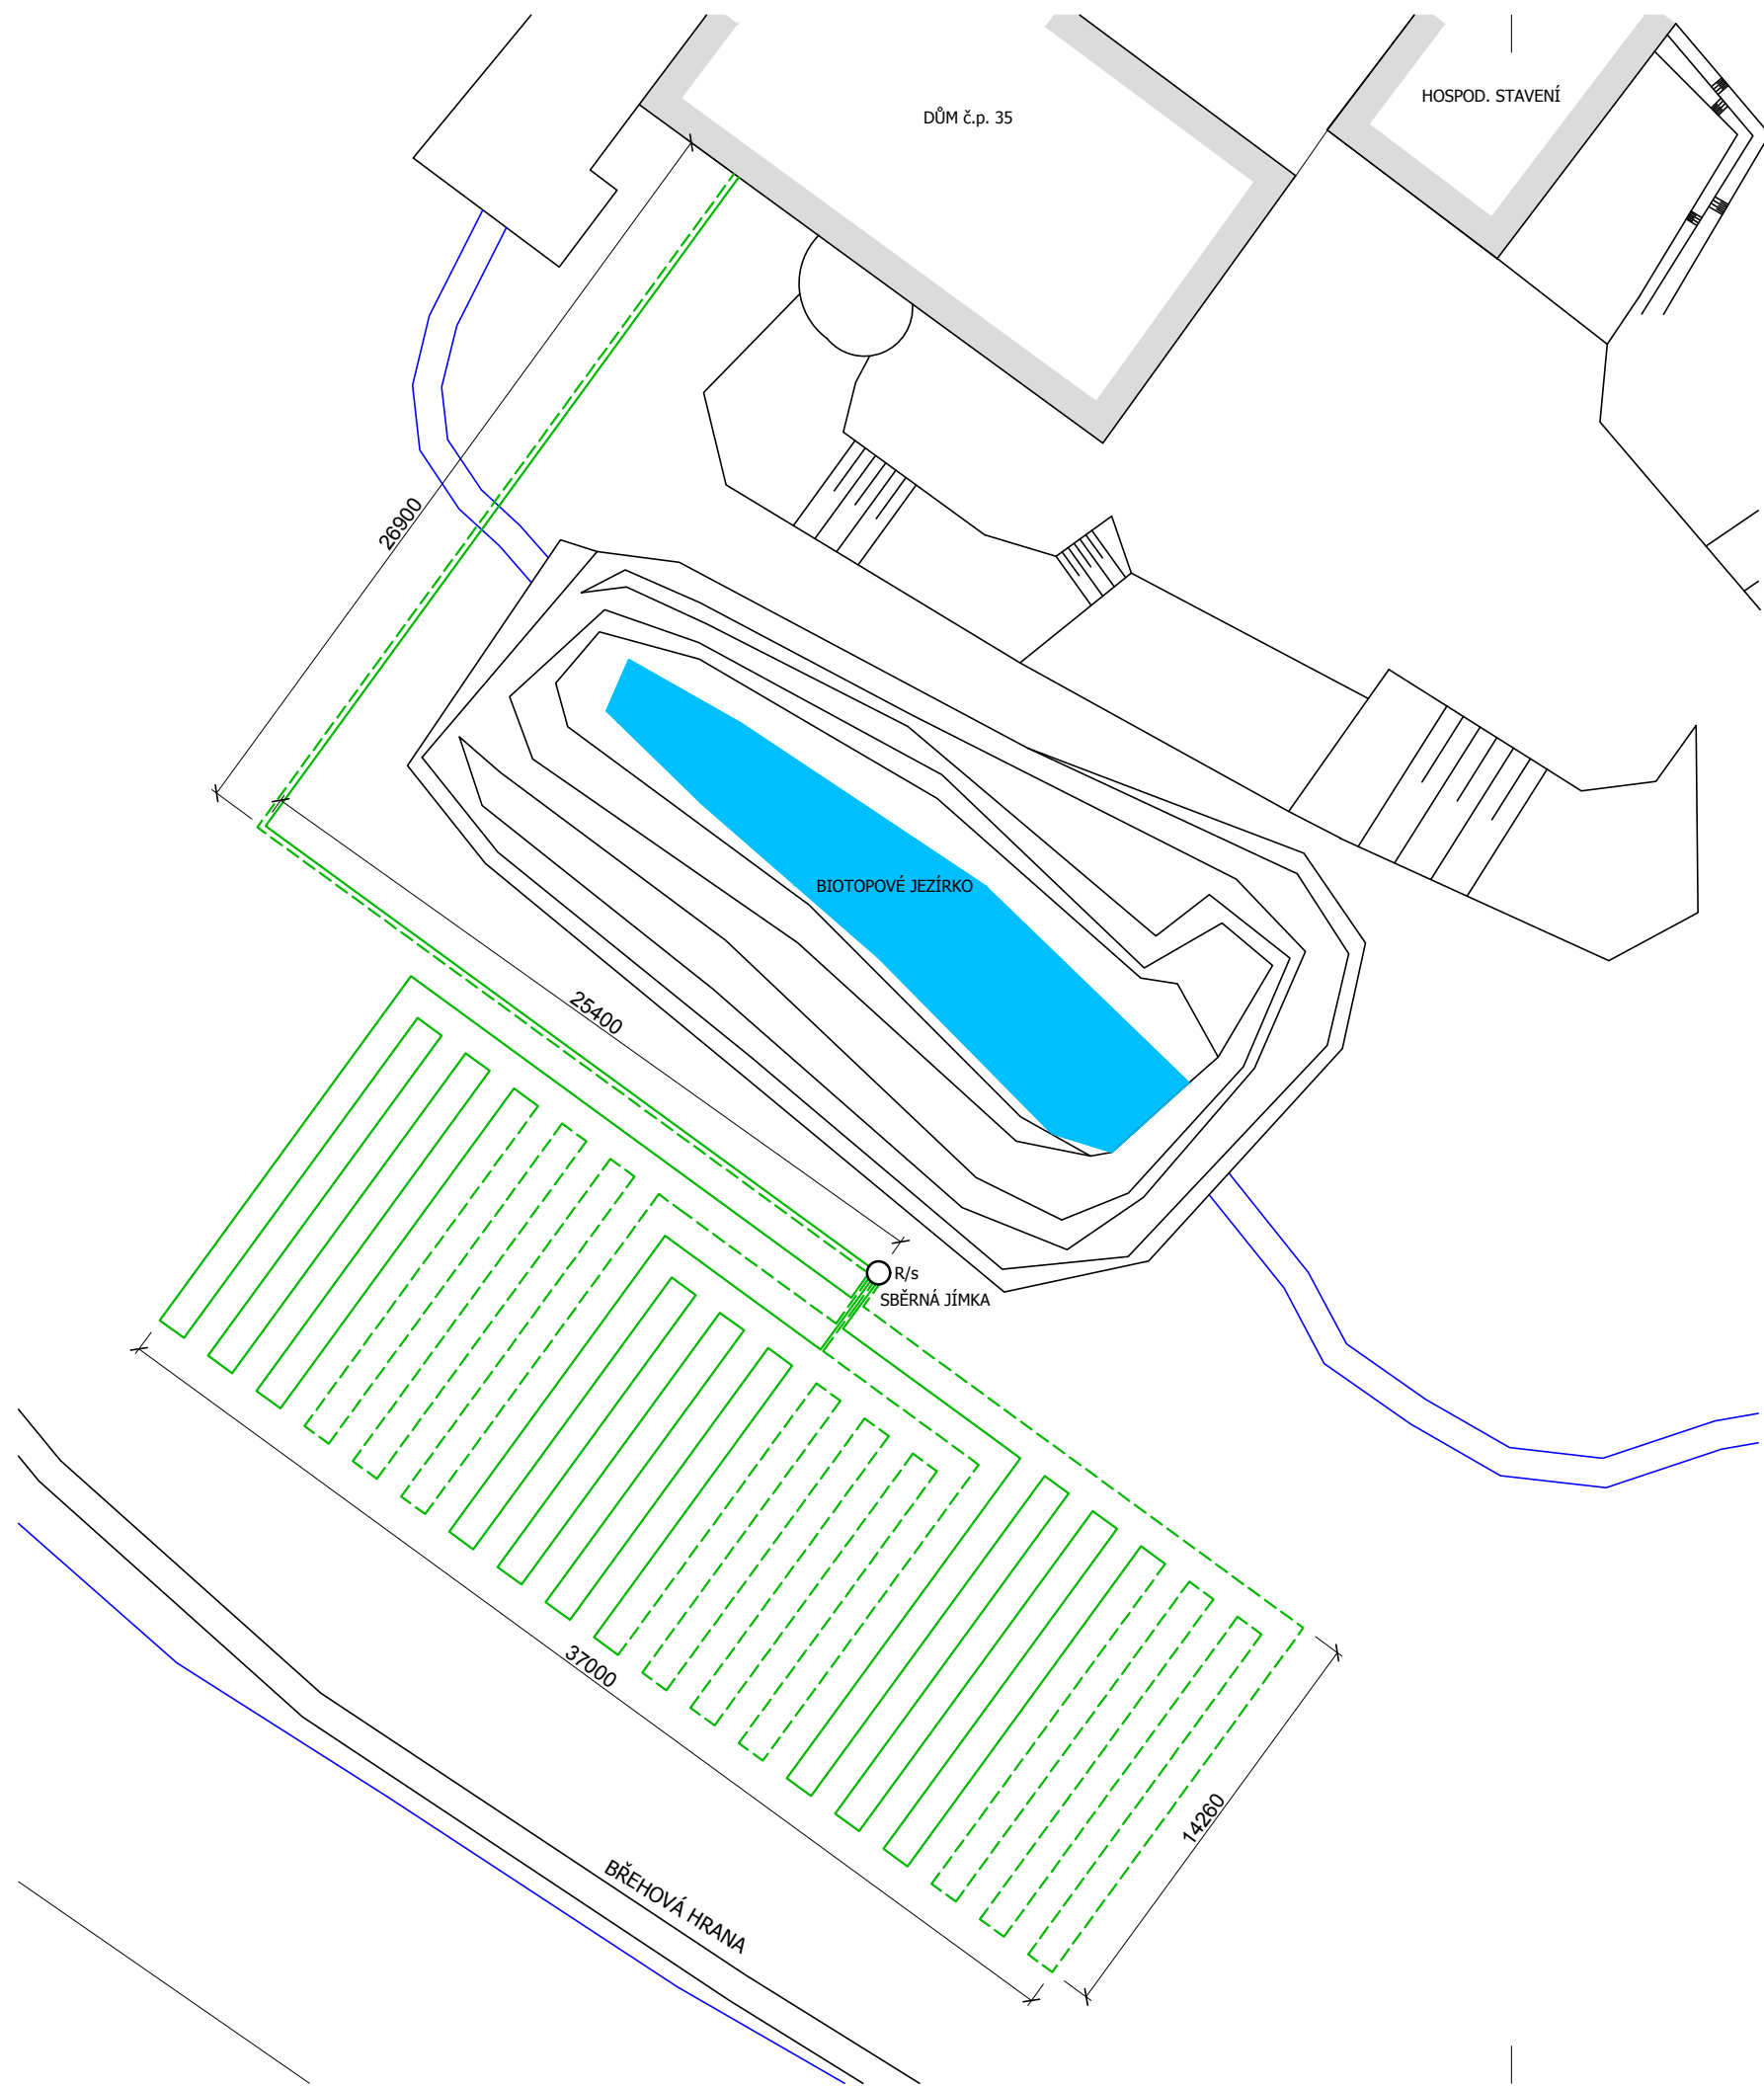 HOSPOD. STAVENÍ
DŮM č.p. 35
26900
BIOTOPOVÉ JEZÍRKO
25400
R/s
SBĚRNÁ JÍMKA
37000
14260
BŘEHOVÁ HRANA